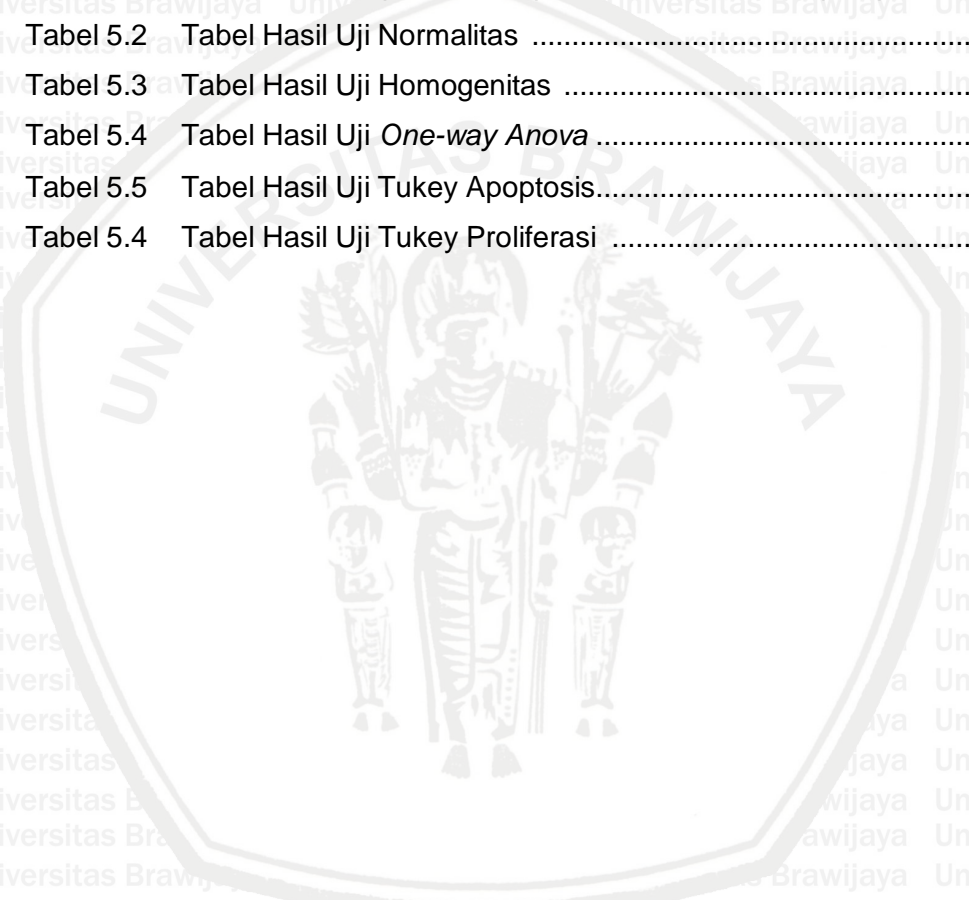 Tabel 5.2 Tabel Hasil Uji Normalitas ........................................................
Tabel 5.3 Tabel Hasil Uji Homogenitas ....................................................
Tabel 5.4 Tabel Hasil Uji One-way Anova ................................................
Tabel 5.5 Tabel Hasil Uji Tukey Apoptosis................................................
Tabel 5.4 Tabel Hasil Uji Tukey Proliferasi ..............................................
UNIVERSITAS BRAWIJAYA